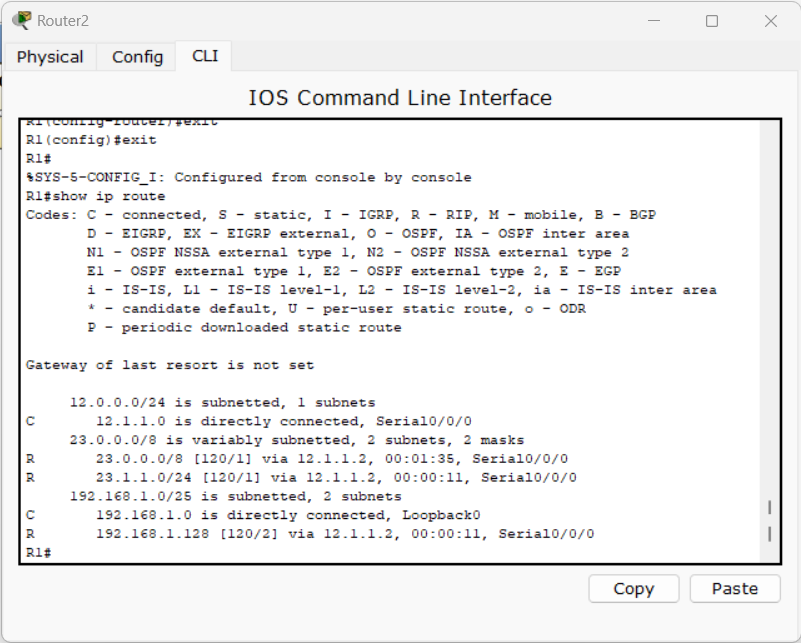 Router2
Physical Config CLI
IOS Command Line Interface
R1(config-router)#exit
R1(config)#exit
R1#
%SYS-5-CONFIG_I: Configured from console by console
R1#show ip route
Codes: C - connected, S - static, I - IGRP, R - RIP, M - mobile, B - BGP
D - EIGRP, EX - EIGRP external, O - OSPF, IA - OSPF inter area
N1 - OSPF NSSA external type 1, N2 - OSPF NSSA external type 2
E1 - OSPF external type 1, E2 - OSPF external type 2, E - EGP
i - IS-IS, L1 - IS-IS level-1, L2 - IS-IS level-2, ia - IS-IS inter area
* - candidate default, U - per-user static route, o - ODR
P - periodic downloaded static route
Gateway of last resort is not set
12.0.0.0/24 is subnetted, 1 subnets
C 12.1.1.0 is directly connected, Serial0/0/0
23.0.0.0/8 is variably subnetted, 2 subnets, 2 masks
R 23.0.0.0/8 [120/1] via 12.1.1.2, 00:01:35, Serial0/0/0
R 23.1.1.0/24 [120/1] via 12.1.1.2, 00:00:11, Serial0/0/0
192.168.1.0/25 is subnetted, 2 subnets
C 192.168.1.0 is directly connected, Loopback0
R 192.168.1.128 [120/2] via 12.1.1.2, 00:00:11, Serial0/0/0
R1#
Copy Paste